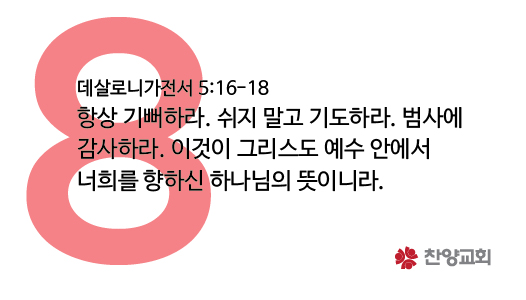 8
데살로니가전서 5:16-18
항상 기뻐하라. 쉬지 말고 기도하라. 범사에
감사하라. 이것이 그리스도 예수 안에서
너희를 향하신 하나님의 뜻이니라.
찬양교회